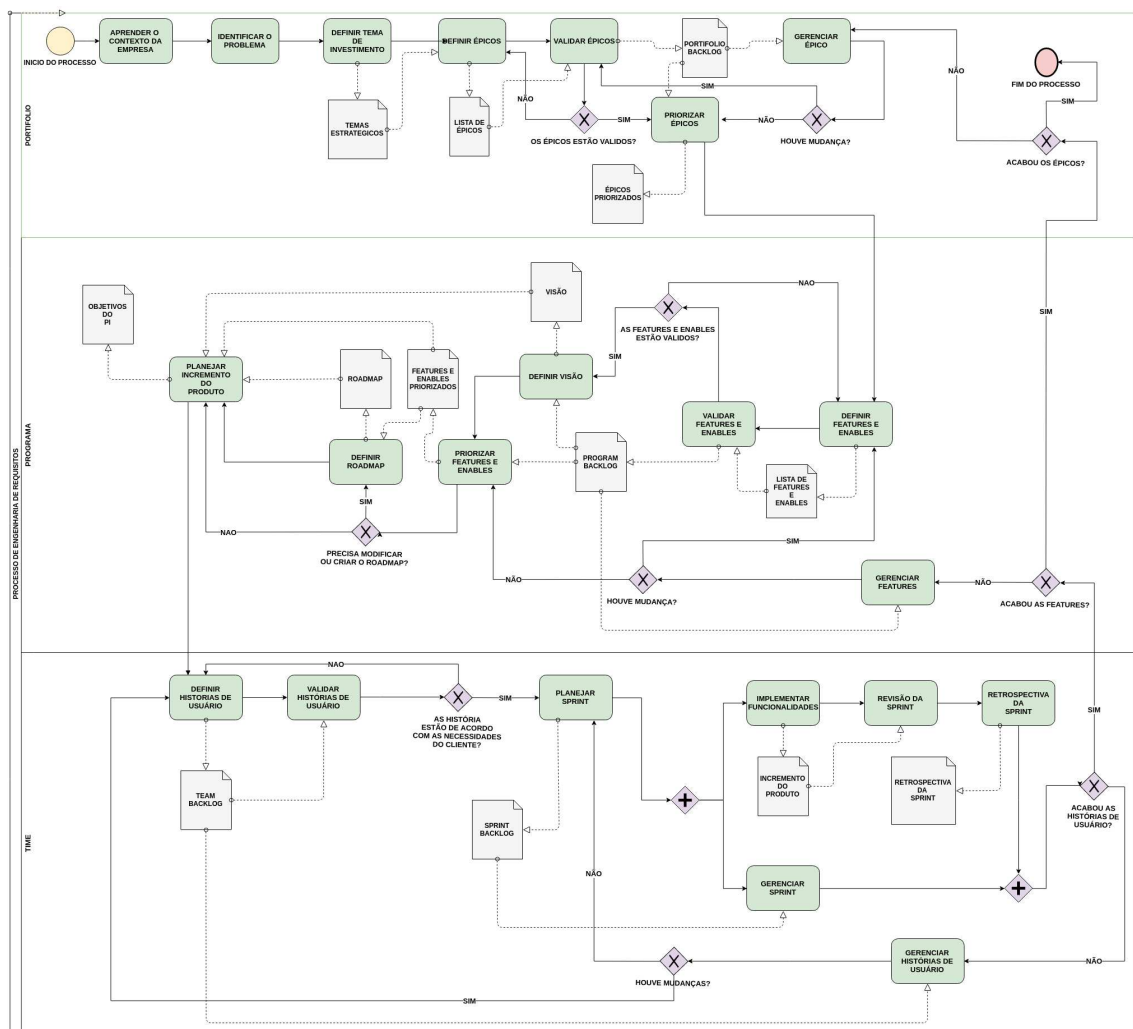 PROCESSO DE ENGENHARIA DE REQUISITOS
PORTIFOLIO
INICIO DO PROCESSO
APRENDER O
CONTEXTO DA
EMPRESA
IDENTIFICAR O
PROBLEMA
DEFINIR TEMA
DE
INVESTIMENTO
DEFINIR ÉPICOS
VALIDAR ÉPICOS
PORTIFOLIO
BACKLOG
GERENCIAR
ÉPICO
NÃO
FIM DO PROCESSO
SIM
TEMAS
ESTRATEGICOS
LISTA DE
ÉPICOS
NÃO
OS ÉPICOS ESTÃO VALIDOS?
SIM
PRIORIZAR
ÉPICOS
SIM
NÃO
HOUVE MUDANÇA?
ACABOU OS ÉPICOS?
ÉPICOS
PRIORIZADOS
PROGRAMA
OBJETIVOS
DO
PI
VISÃO
NAO
AS FEATURES E ENABLES
ESTÃO VALIDOS?
SIM
SIM
PLANEJAR
INCREMENTO
DO
PRODUTO
ROADMAP
FEATURES E
ENABLES
PRIORIZADOS
DEFINIR VISÃO
VALIDAR
FEATURES E
ENABLES
DEFINIR
FEATURES E
ENABLES
DEFINIR
ROADMAP
PRIORIZAR
FEATURES E
ENABLES
PROGRAM
BACKLOG
LISTA DE
FEATURES
E
ENABLES
SIM
NAO
PRECISA MODIFICAR
OU CRIAR O ROADMAP?
SIM
NÃO
HOUVE MUDANÇA?
GERENCIAR
FEATURES
NÃO
ACABOU AS FEATURES?
TIME
NAO
DEFINIR
HISTORIAS DE
USUÁRIO
VALIDAR
HISTÓRIAS DE
USUÁRIO
AS HISTÓRIA
ESTÃO DE ACORDO
COM AS NECESSIDADES
DO CLIENTE?
SIM
PLANEJAR
SPRINT
IMPLEMENTAR
FUNCIONALIDADES
REVISÃO DA
SPRINT
RETROSPECTIVA
DA
SPRINT
SIM
TEAM
BACKLOG
SPRINT
BACKLOG
INCREMENTO
DO
PRODUTO
RETROSPECTIVA
DA
SPRINT
ACABOU AS
HISTÓRIAS DE
USUÁRIO?
NÃO
GERENCIAR
SPRINT
GERENCIAR
HISTÓRIAS DE
USUÁRIO
NÃO
HOUVE MUDANÇAS?
SIM